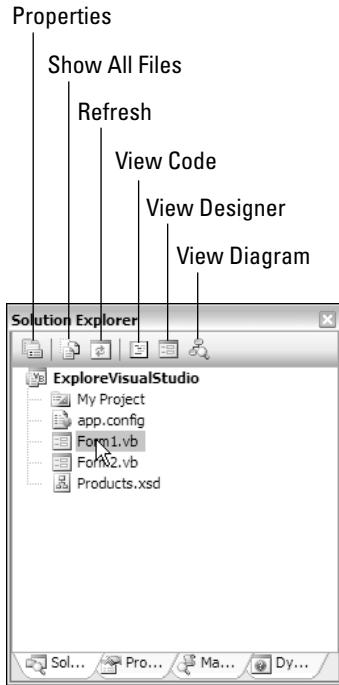 Properties
Show All Files
Refresh
View Code
View Designer
View Diagram
Solution Explorer
ExploreVisualStudio
My Project
app.config
Form1.vb
Form2.vb
Products.xsd
Sol... Pro... Ma... Dy...